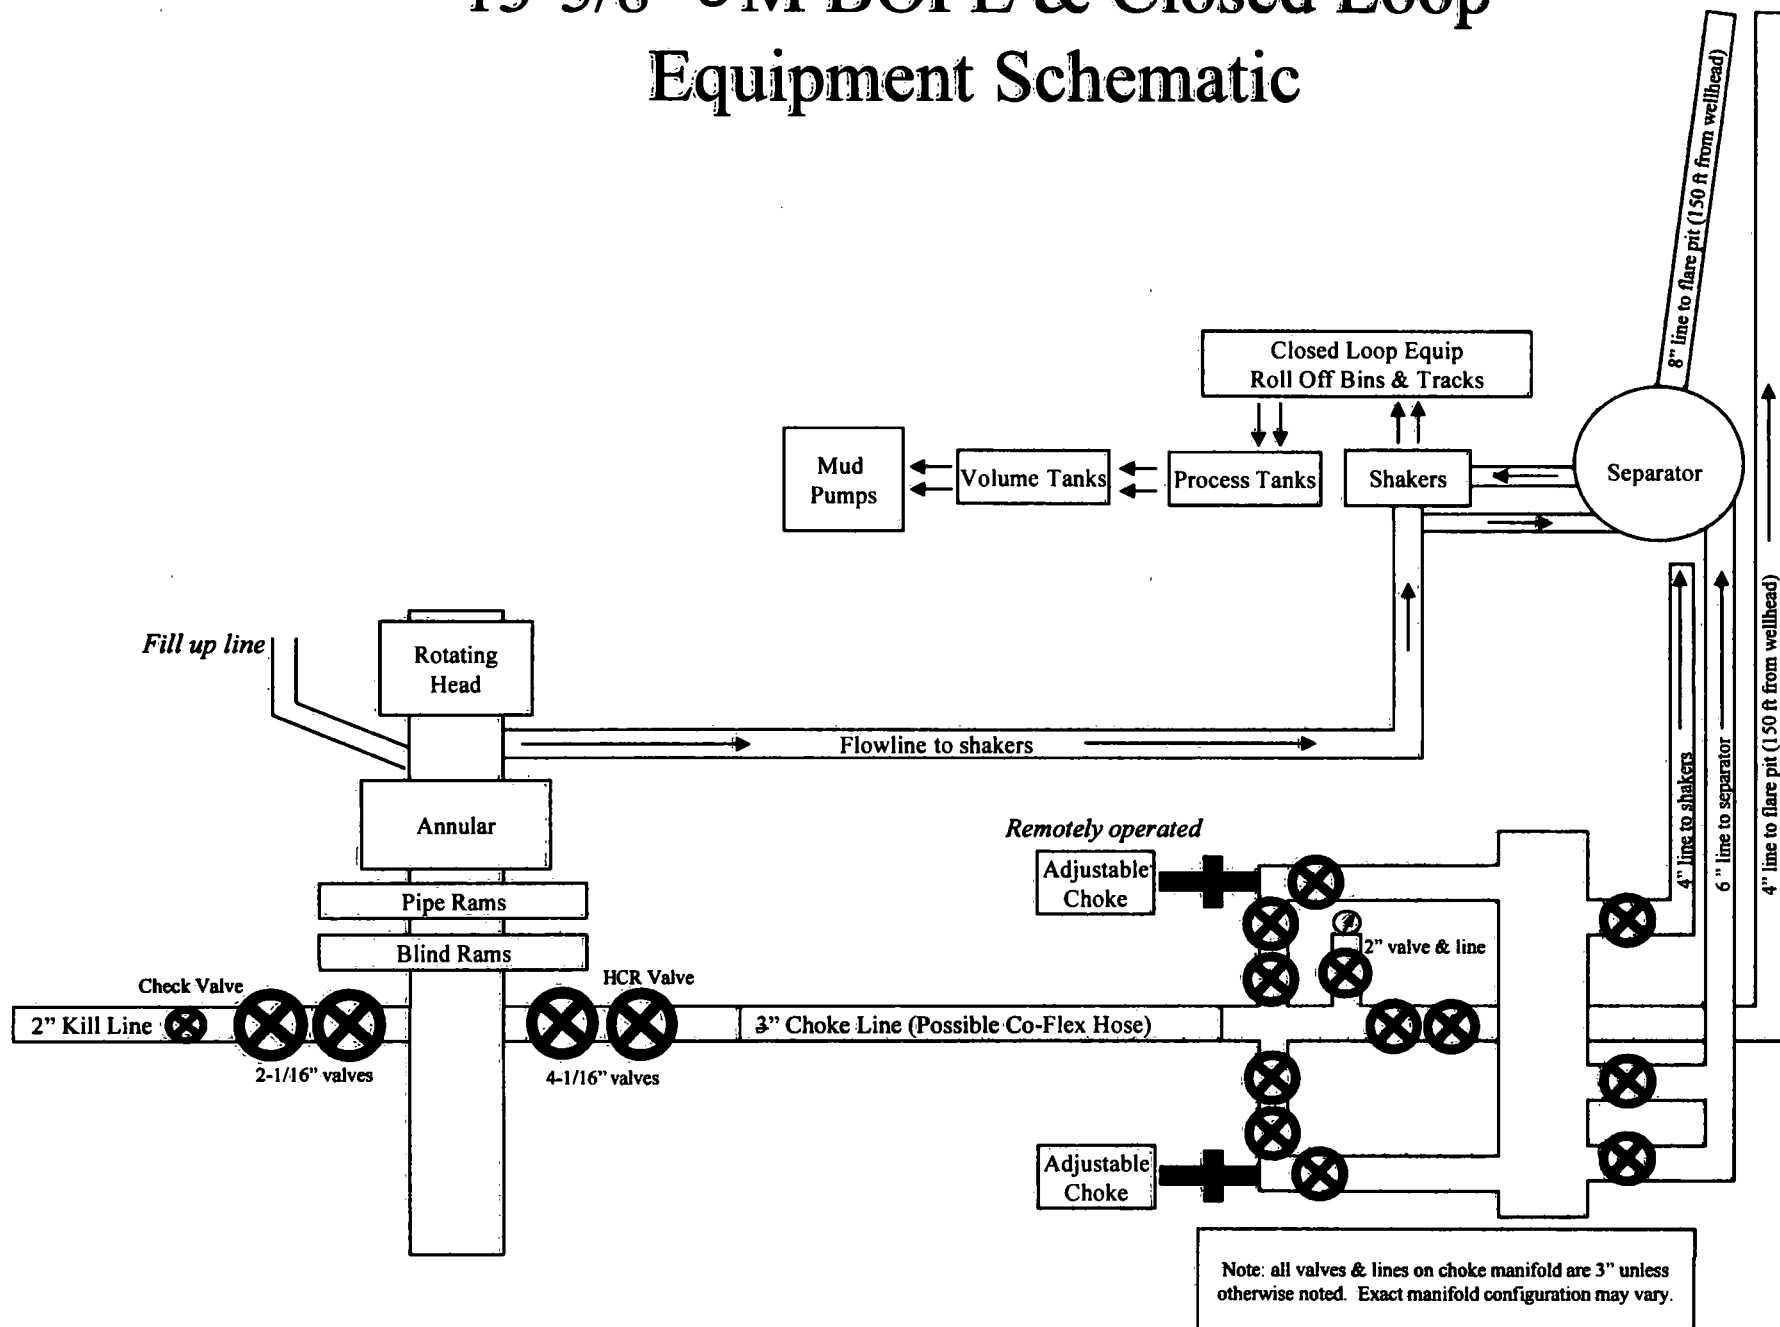 BOPE & Closed Loop
Equipment Schematic
8" line to flare pit (150 ft from wellhead)
Closed Loop Equip
Roll Off Bins & Tracks
Mud
Pumps
Volume Tanks
Process Tanks
Shakers
Separator
Fill up line
Rotating
Head
Flowline to shakers
Annular
Pipe Rams
Blind Rams
Remotely operated
Adjustable
Choke
2" valve & line
4" line to shakers
6 " line to separator
4" line to flare pit (150 ft from wellhead)
Check Valve
HCR Valve
2" Kill Line
3" Choke Line (Possible Co-Flex Hose)
2-1/16" valves
4-1/16" valves
Adjustable
Choke
Note: all valves & lines on choke manifold are 3" unless
otherwise noted. Exact manifold configuration may vary.